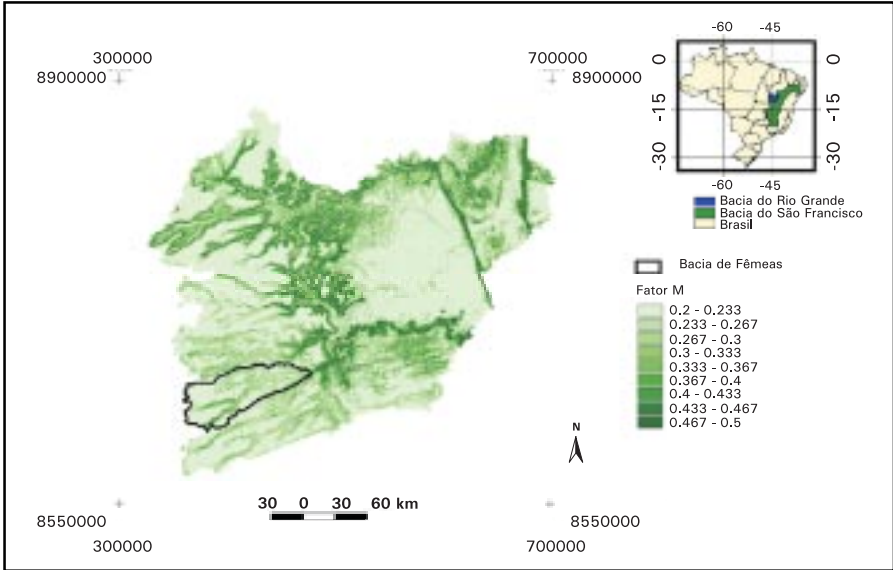 300000
8900000
700000
8900000
-60 -45
0 0
-15 -15
-30 -30
-60 -45
Bacia do Rio Grande
Bacia do São Francisco
Brasil
Bacia de Fêmeas
Fator M
0.2 - 0.233
0.233 - 0.267
0.267 - 0.3
0.3 - 0.333
0.333 - 0.367
0.367 - 0.4
0.4 - 0.433
0.433 - 0.467
0.467 - 0.5
N
30 0 30 60 km
8550000
300000
8550000
700000